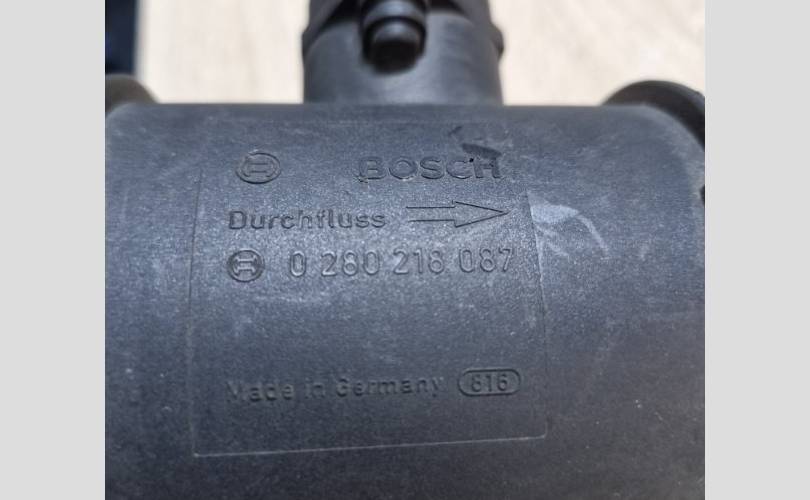 BOSCH
Durchfluss
0 280 218 087
Made in Germany 816